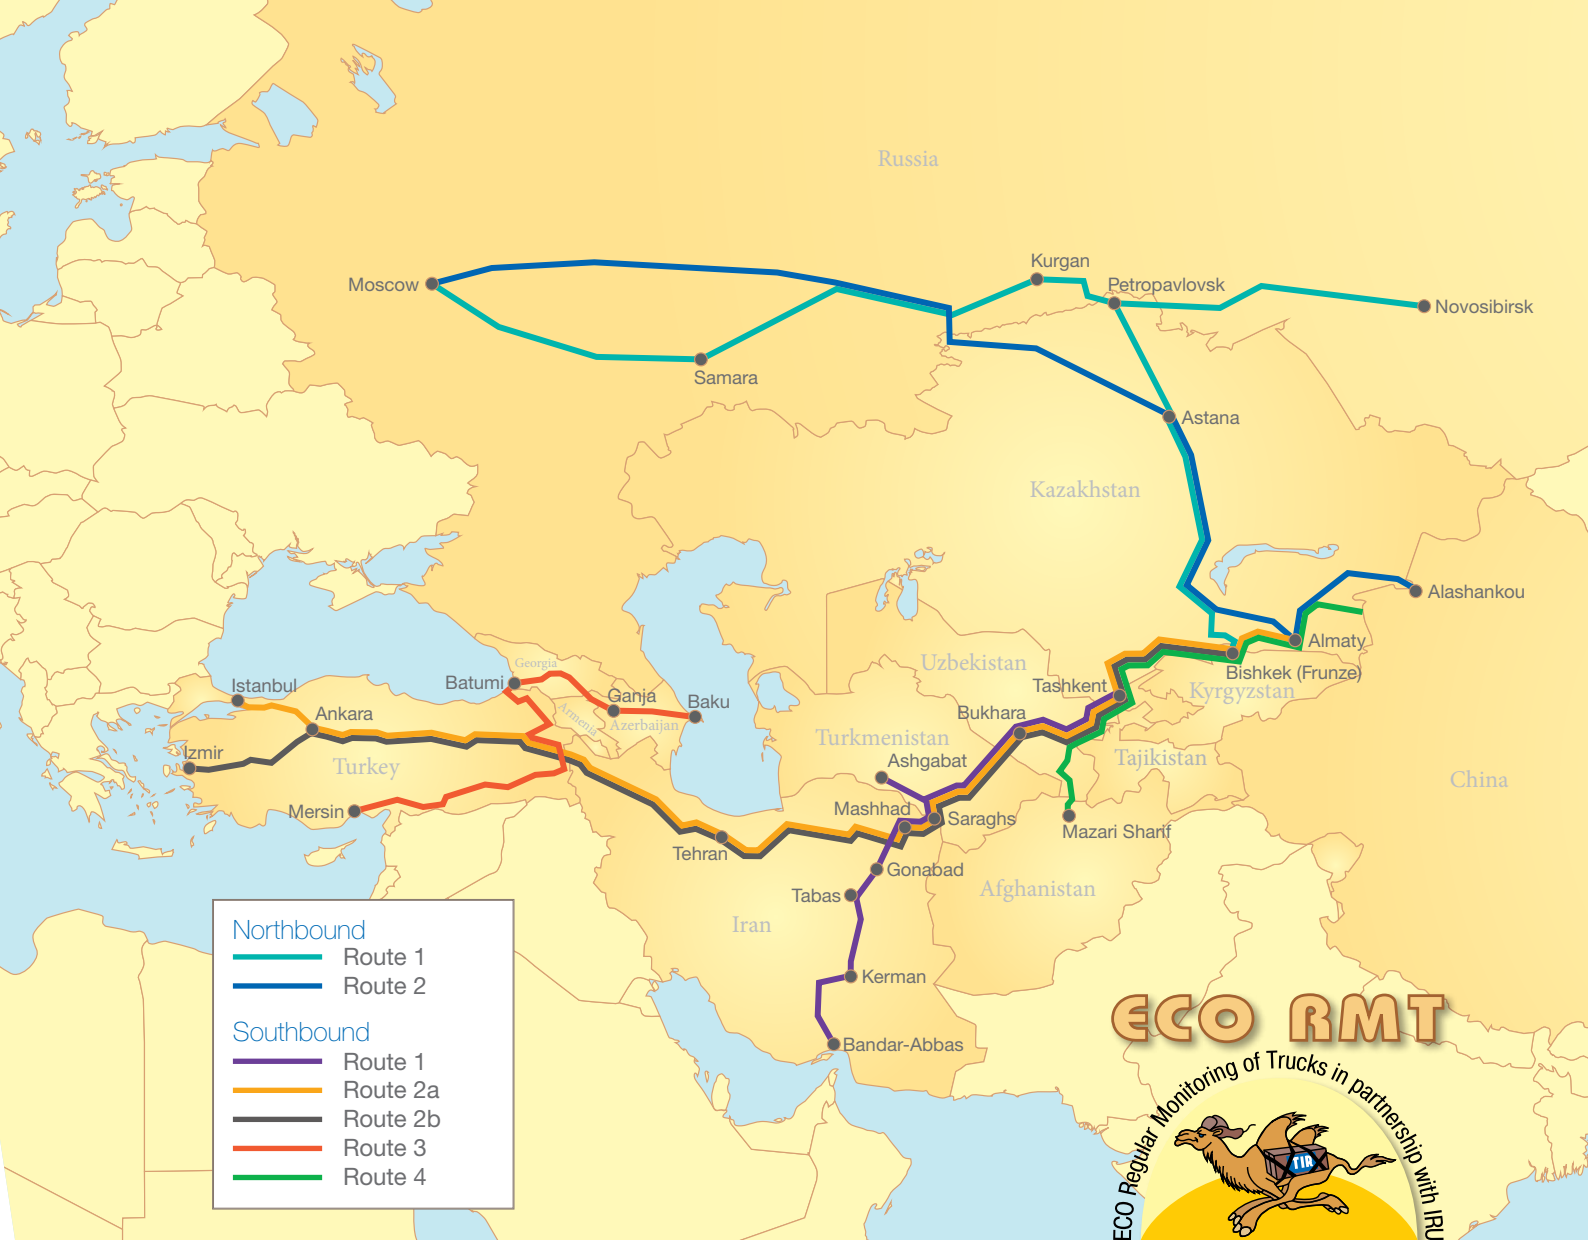 Russia
Kurgan
Moscow
Petropavlovsk
Novosibirsk
Samara
Astana
Kazakhstan
Alashankou
Almaty
Georgia
Uzbekistan
Bishkek (Frunze)
Batumi
Istanbul
Tashkent
Kyrgyzstan
Ganja
Baku
Ankara
Armenia
Azerbaijan
Bukhara
Turkmenistan
Izmir
Ashgabat
Tajikistan
Turkey
China
Mersin
Mashhad
Saraghs
Mazari Sharif
Tehran
Gonabad
Tabas
Afghanistan
Iran
Kerman
Bandar-Abbas
Northbound
Route 1
Route 2
Southbound
Route 1
Route 2a
Route 2b
Route 3
Route 4
ECO RMT
ECO Regular Monitoring of Trucks in partnership with IRU
TIR